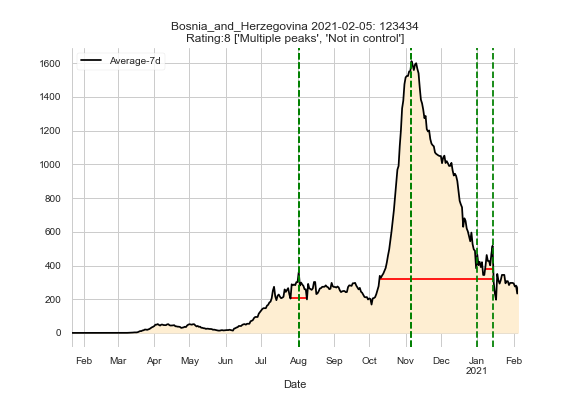 Bosnia_and_Herzegovina 2021-02-05: 123434
Rating:8 ['Multiple peaks', 'Not in control']
Average-7d
1600
1400
1200
1000
800
600
400
200
0
Feb Mar Apr May Jun Jul Aug Sep Oct Nov Dec Jan Feb
2021
Date